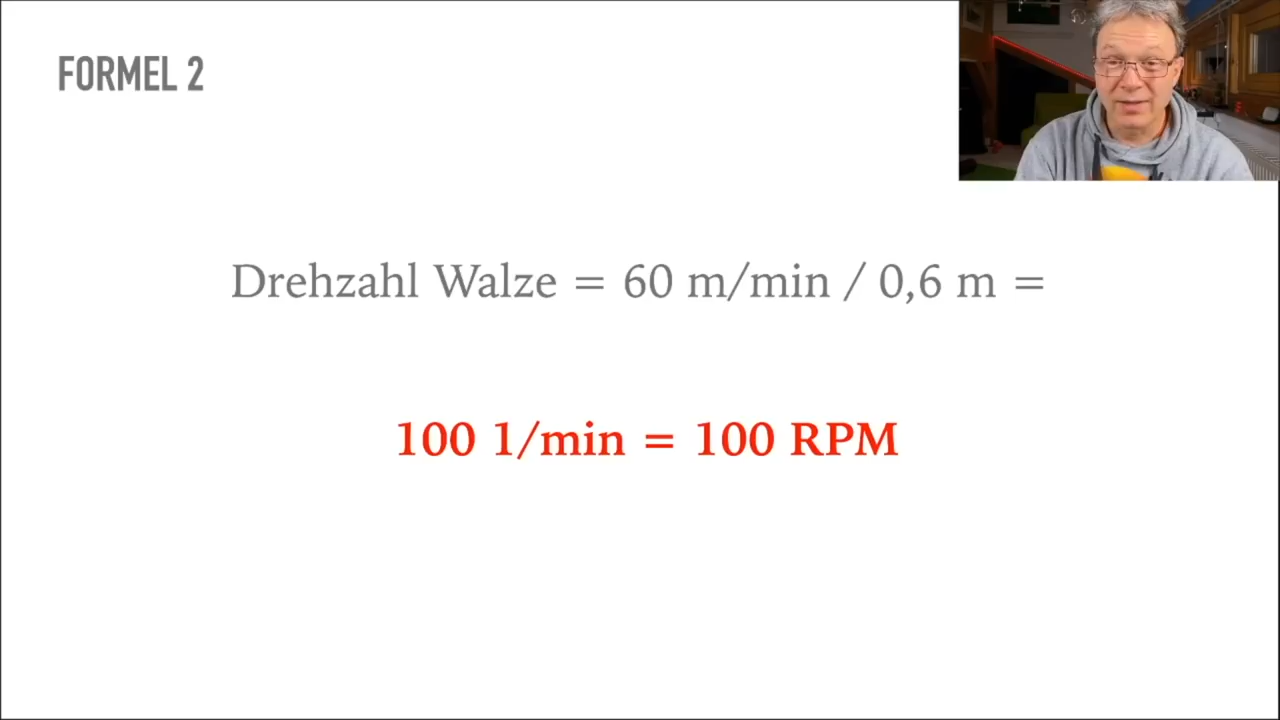 FORMEL 2
Drehzahl Walze = 60 m/min / 0,6 m =
100 1/min = 100 RPM